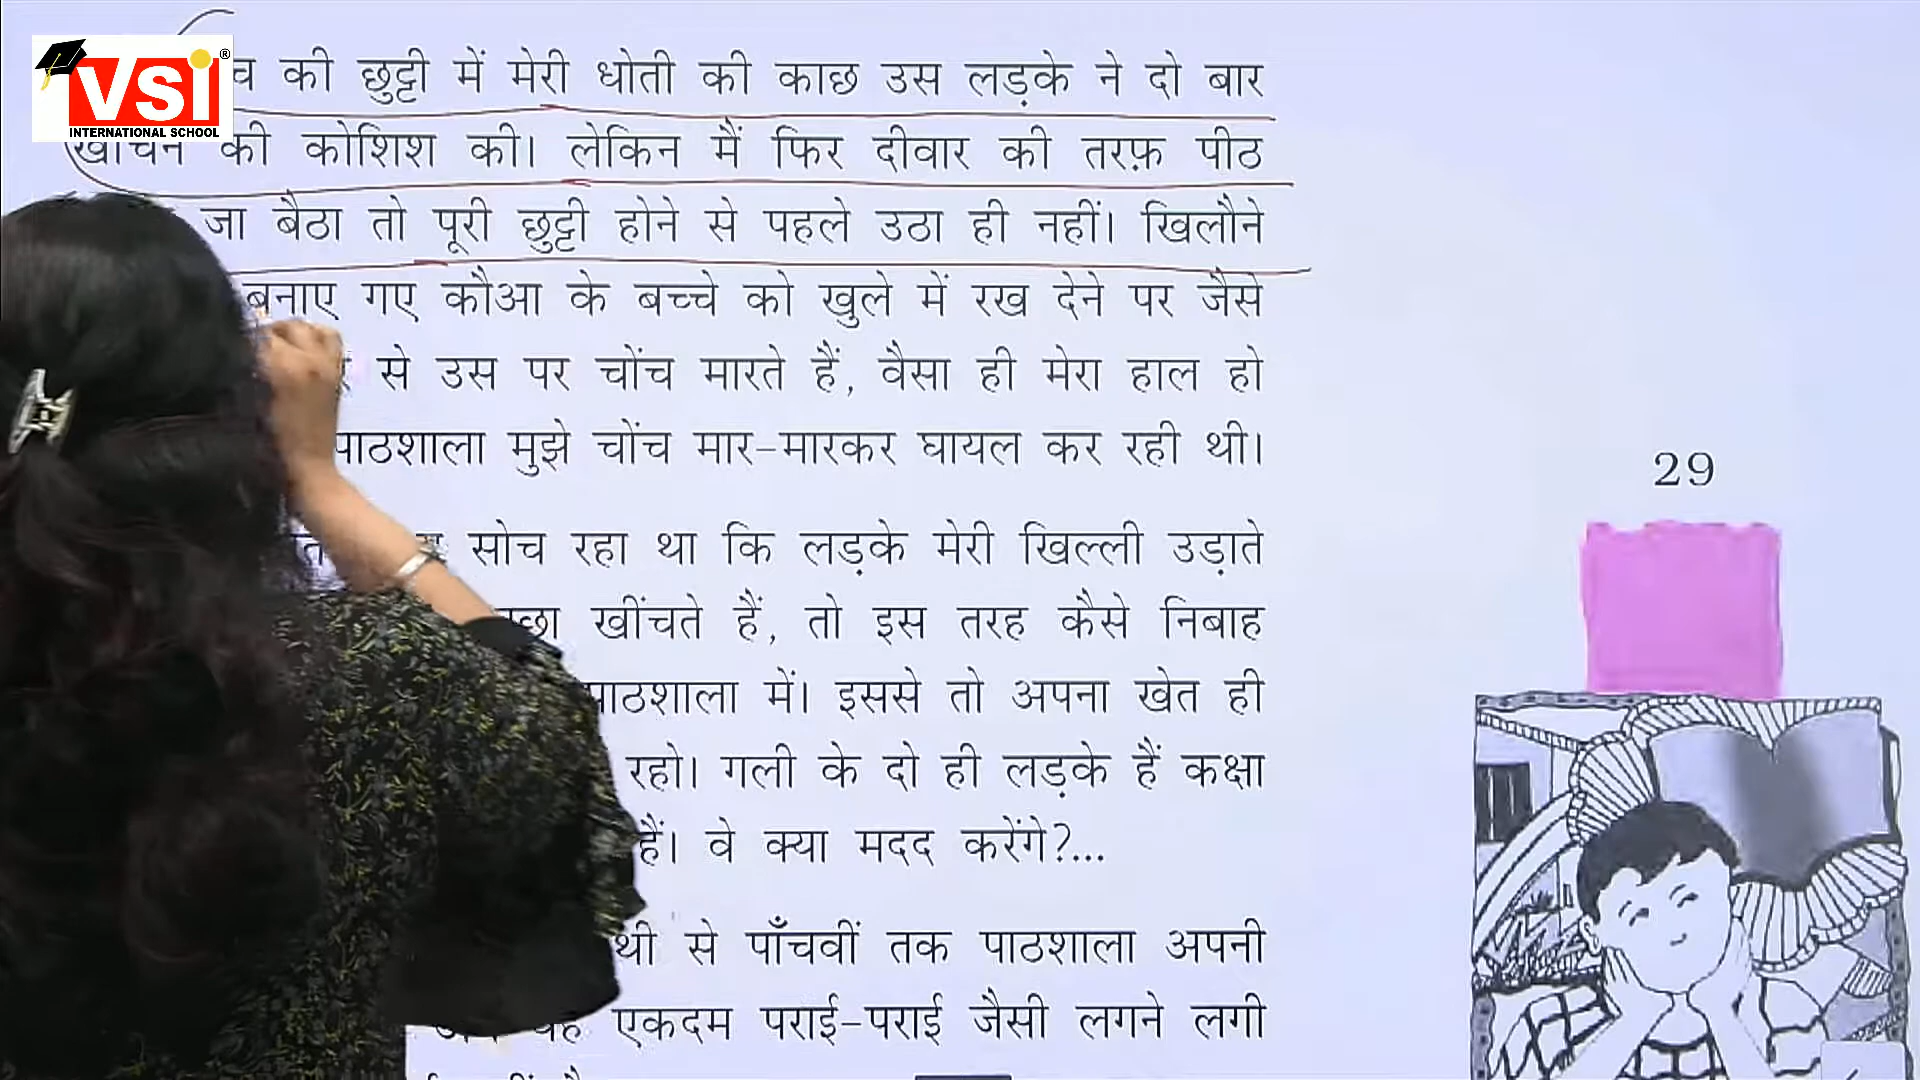 VSI
®
INTERNATIONAL SCHOOL
की छुट्टी में मेरी धोती की काछ उस लड़के ने दो बार
खींचने की कोशिश की। लेकिन मैं फिर दीवार की तरफ़ पीठ
जा बैठा तो पूरी छुट्टी होने से पहले उठा ही नहीं। खिलौने
बनाए गए कौआ के बच्चे को खुले में रख देने पर जैसे
से उस पर चोंच मारते हैं, वैसा ही मेरा हाल हो
पाठशाला मुझे चोंच मार-मारकर घायल कर रही थी।
29
सोच रहा था कि लड़के मेरी खिल्ली उड़ाते
खींचते हैं, तो इस तरह कैसे निबाह
पाठशाला में। इससे तो अपना खेत ही
रहो। गली के दो ही लड़के हैं कक्षा
हैं। वे क्या मदद करेंगे?...
से पाँचवीं तक पाठशाला अपनी
एकदम पराई-पराई जैसी लगने लगी